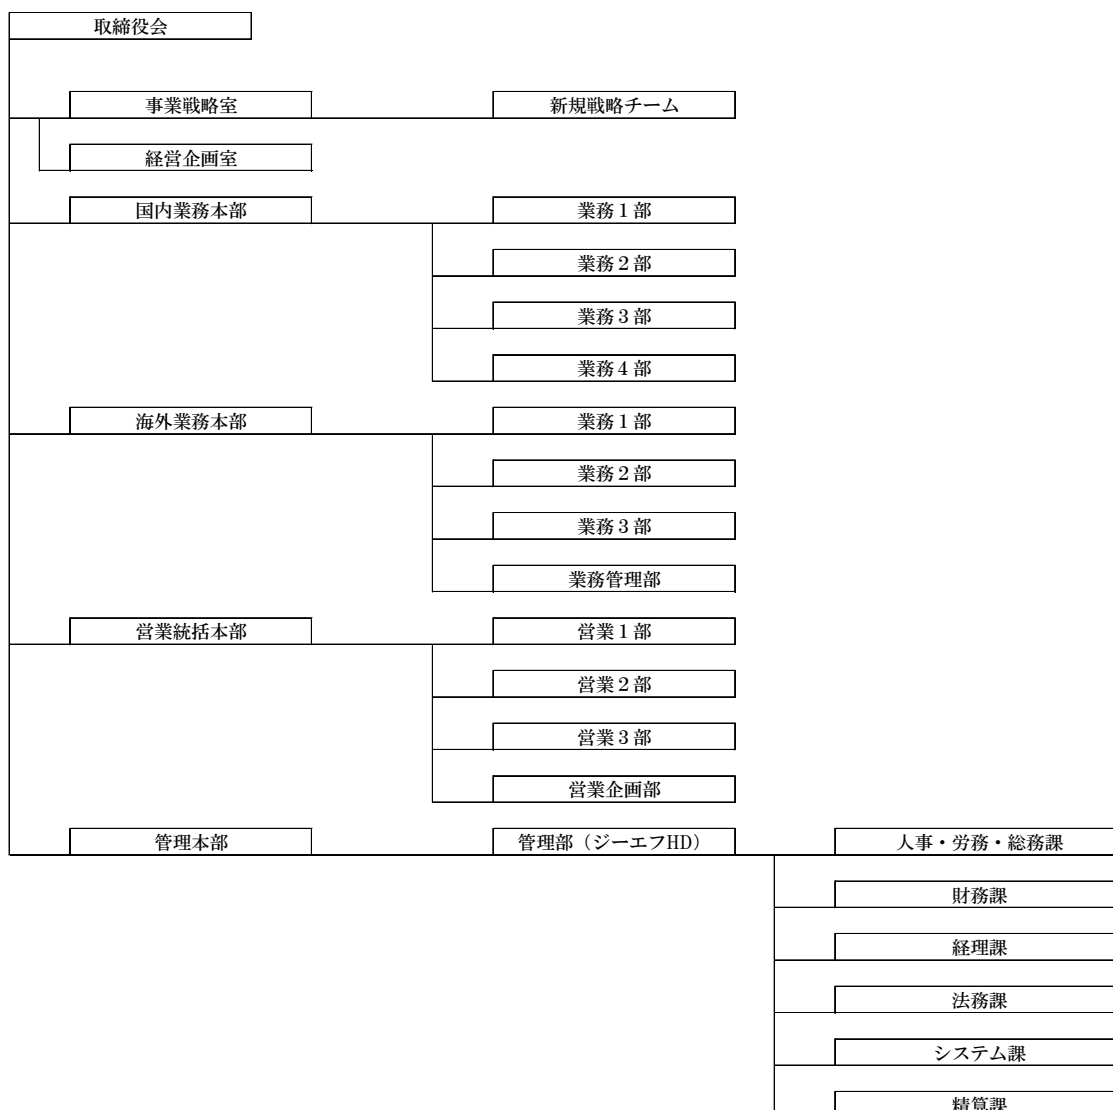 取締役会
事業戦略室 新規戦略チーム
経営企画室
国内業務本部 業務１部
業務２部
業務３部
業務４部
海外業務本部 業務１部
業務２部
業務３部
業務管理部
営業統括本部 営業１部
営業２部
営業３部
営業企画部
管理本部 管理部（ジーエフHD） 人事・労務・総務課
財務課
経理課
法務課
システム課
精算課